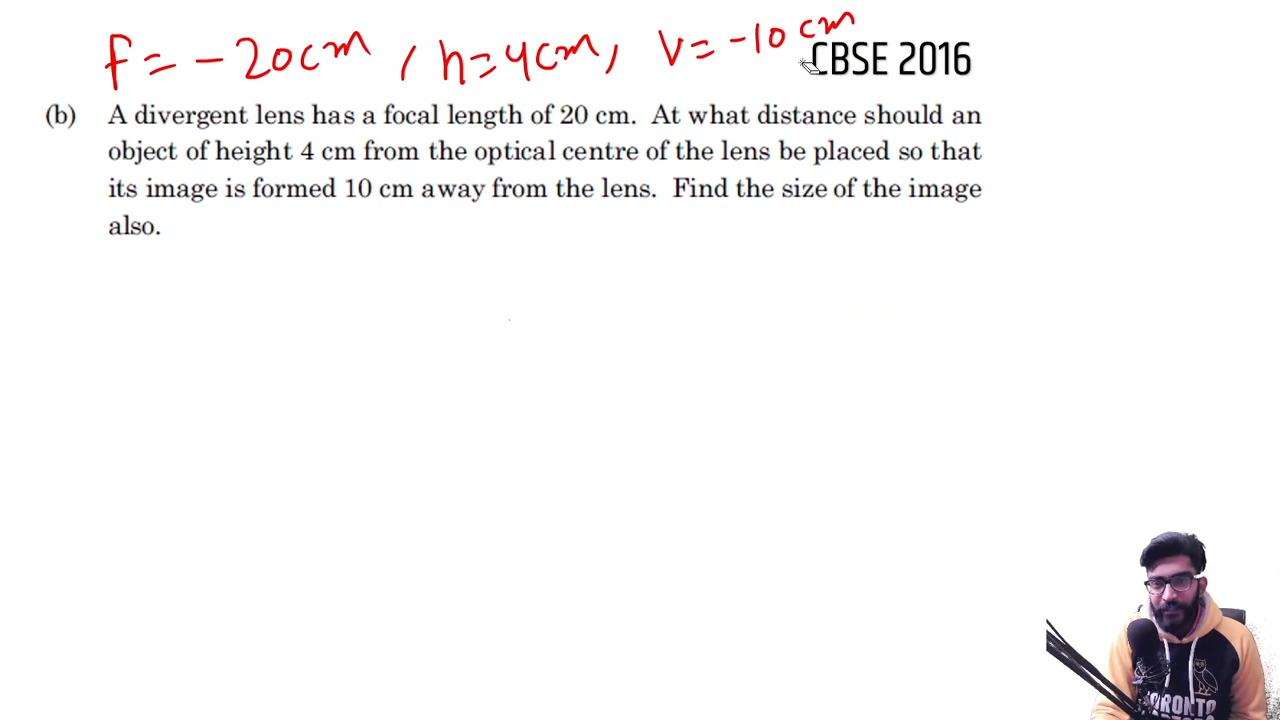 f = - 20cm , h = 4cm, v = -10 cm
CBSE 2016
(b) A divergent lens has a focal length of 20 cm. At what distance should an
object of height 4 cm from the optical centre of the lens be placed so that
its image is formed 10 cm away from the lens. Find the size of the image
also.